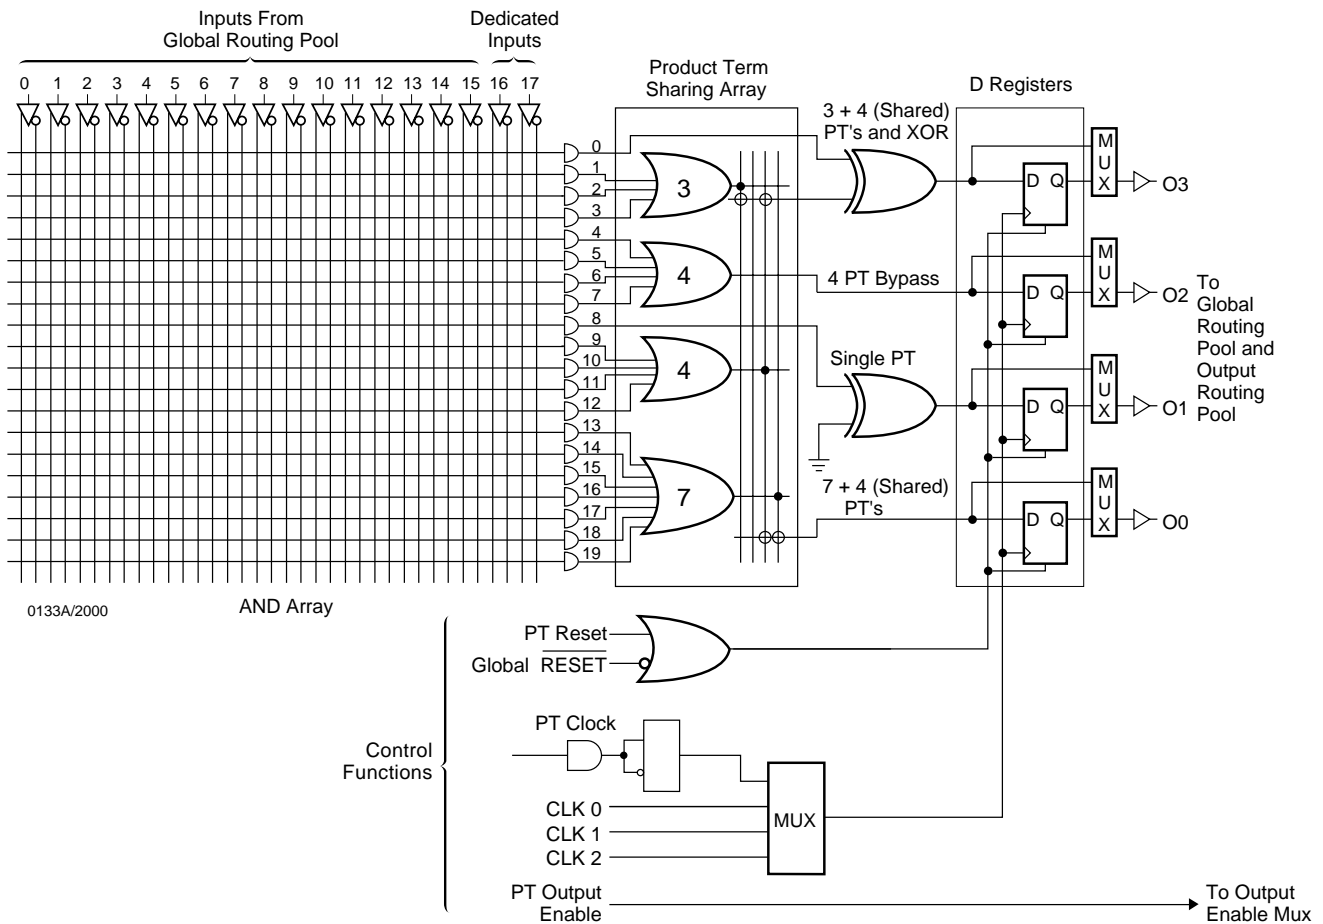 Inputs From
Global Routing Pool
Dedicated
Inputs
0 1 2 3 4 5 6 7 8 9 10 11 12 13 14 15 16 17
Product Term
Sharing Array
D Registers
3 + 4 (Shared)
PT's and XOR
0
1
2
3
4
5
6
7
8
9
10
11
12
13
14
15
16
17
18
19
3
4
4
7
4 PT Bypass
Single PT
7 + 4 (Shared)
PT's
D Q
MUX
O3
D Q
MUX
O2
D Q
MUX
O1
D Q
MUX
O0
To
Global
Routing
Pool and
Output
Routing
Pool
0133A/2000
AND Array
PT Reset
Global RESET
PT Clock
Control
Functions
CLK 0
CLK 1
CLK 2
MUX
PT Output
Enable
To Output
Enable Mux